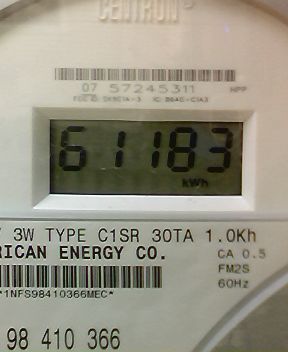 CENTRON
07 57245311 HPP
61183
kWh
3W TYPE C1SR 30TA 1.0Kh
RICAN ENERGY CO. CA 0.5
FM2S
60Hz
*1NFS98410366MEC*
98 410 366